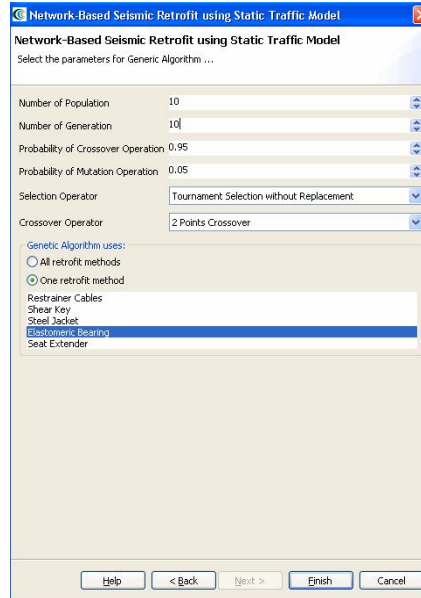 Network-Based Seismic Retrofit using Static Traffic Model
Network-Based Seismic Retrofit using Static Traffic Model
Select the parameters for Genetic Algorithm ...
Number of Population 10
Number of Generation 10
Probability of Crossover Operation 0.95
Probability of Mutation Operation 0.05
Selection Operator Tournament Selection without Replacement
Crossover Operator 2 Points Crossover
Genetic Algorithm uses:
All retrofit methods
One retrofit method
Restrainer Cables
Shear Key
Steel Jacket
Elastomeric Bearing
Seat Extender
Help < Back Next > Finish Cancel